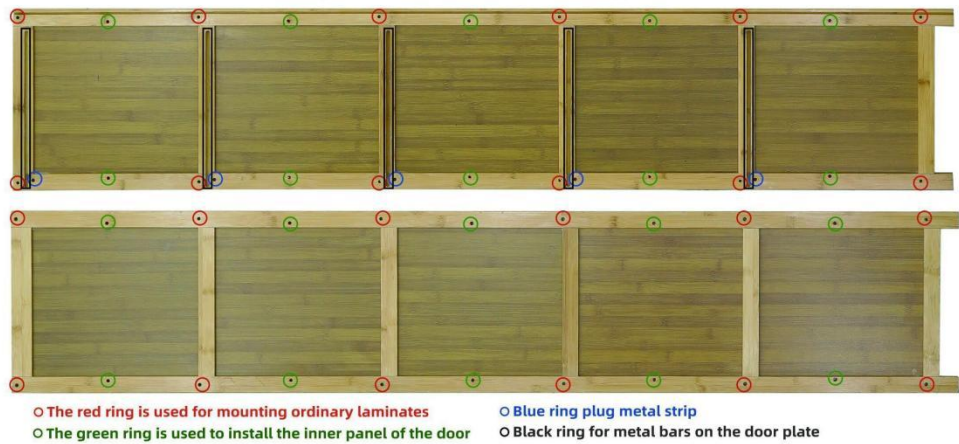 The red ring is used for mounting ordinary laminates
Blue ring plug metal strip
The green ring is used to install the inner panel of the door
Black ring for metal bars on the door plate